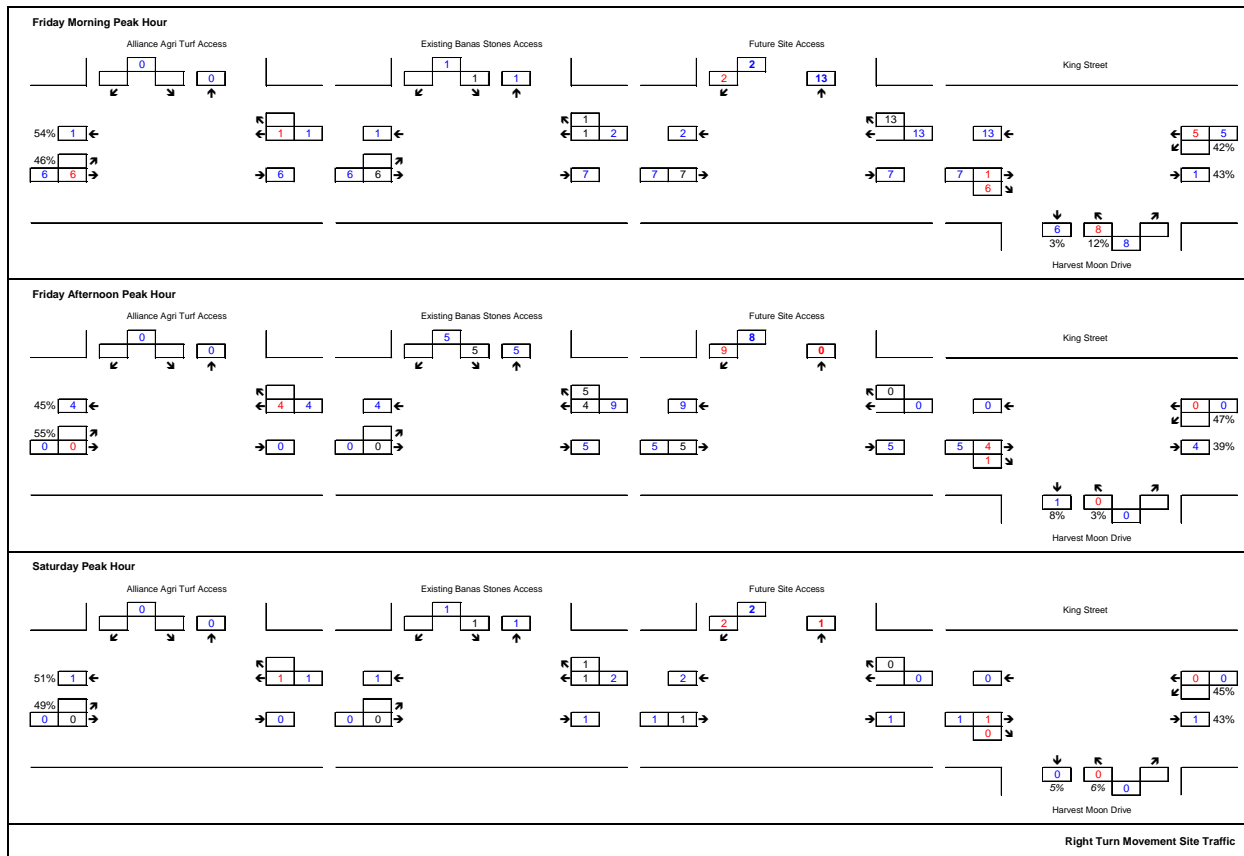 Friday Morning Peak Hour
Alliance Agri Turf Access Existing Banas Stones Access Future Site Access King Street
0 1 2
0 1 1 2 13
1 13
54% 1 1 1 1 1 2 2 13 13 5 5
46% 42%
6 6 6 6 6 7 7 7 7 7 1 1 43%
6
6 8
3% 12% 8
Harvest Moon Drive
Friday Afternoon Peak Hour
Alliance Agri Turf Access Existing Banas Stones Access Future Site Access King Street
0 5 8
0 5 5 9 0
5 0
45% 4 4 4 4 4 9 9 0 0 0 0
55% 47%
0 0 0 0 0 5 5 5 5 5 4 4 39%
1
1 0
8% 3% 0
Harvest Moon Drive
Saturday Peak Hour
Alliance Agri Turf Access Existing Banas Stones Access Future Site Access King Street
0 1 2
0 1 1 2 1
1 0
51% 1 1 1 1 1 2 2 0 0 0 0
49% 45%
0 0 0 0 0 1 1 1 1 1 1 1 43%
0
0 0
5% 6% 0
Harvest Moon Drive
Right Turn Movement Site Traffic